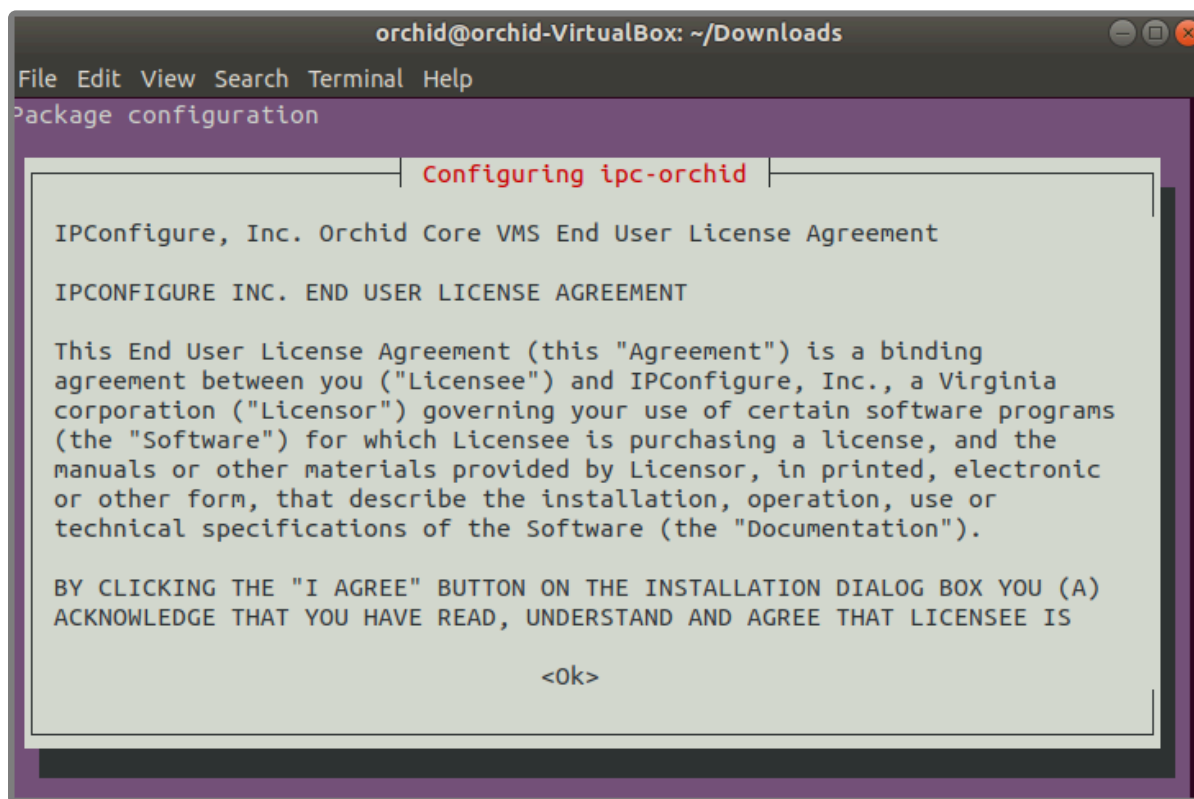 orchid@orchid-VirtualBox: ~/Downloads
File Edit View Search Terminal Help
Package configuration
Configuring ipc-orchid
IPConfigure, Inc. Orchid Core VMS End User License Agreement
IPCONFIGURE INC. END USER LICENSE AGREEMENT
This End User License Agreement (this "Agreement") is a binding
agreement between you ("Licensee") and IPConfigure, Inc., a Virginia
corporation ("Licensor") governing your use of certain software programs
(the "Software") for which Licensee is purchasing a license, and the
manuals or other materials provided by Licensor, in printed, electronic
or other form, that describe the installation, operation, use or
technical specifications of the Software (the "Documentation").
BY CLICKING THE "I AGREE" BUTTON ON THE INSTALLATION DIALOG BOX YOU (A)
ACKNOWLEDGE THAT YOU HAVE READ, UNDERSTAND AND AGREE THAT LICENSEE IS
<Ok>